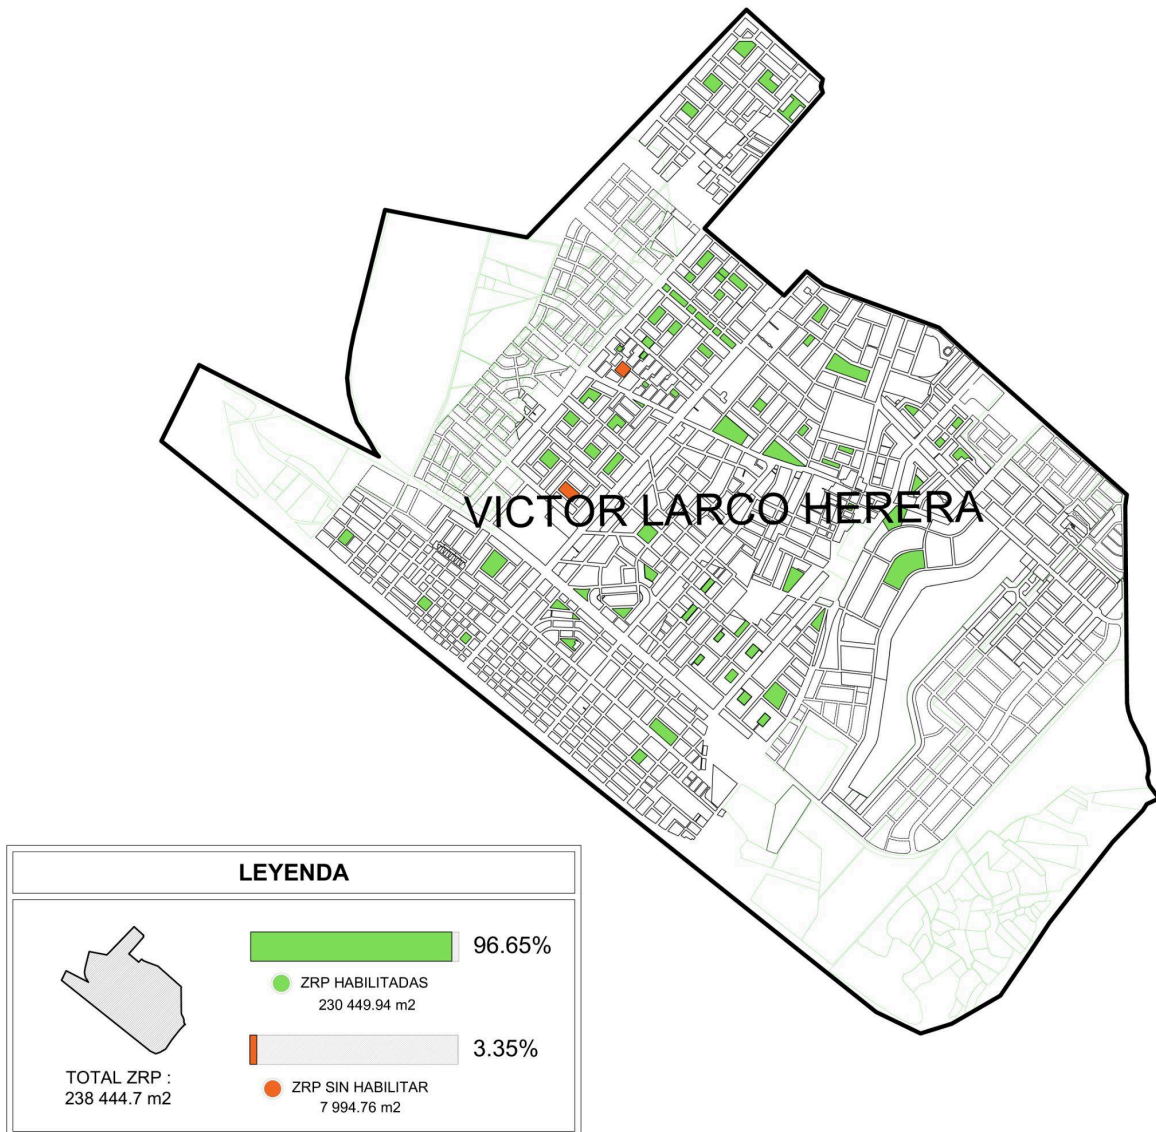 VICTOR LARCO HERERA
LEYENDA
96.65%
ZRP HABILITADAS
230 449.94 m2
3.35%
ZRP SIN HABILITAR
7 994.76 m2
TOTAL ZRP :
238 444.7 m2